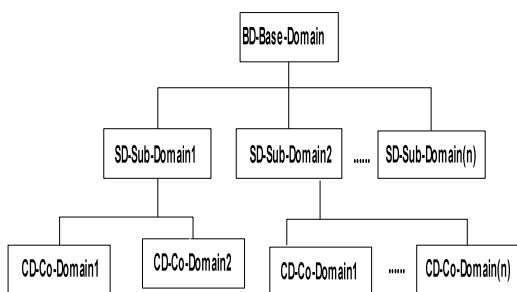 BD-Base-Domain
SD-Sub-Domain1 SD-Sub-Domain2 ...... SD-Sub-Domain(n)
CD-Co-Domain1 CD-Co-Domain2 CD-Co-Domain1 ...... CD-Co-Domain(n)